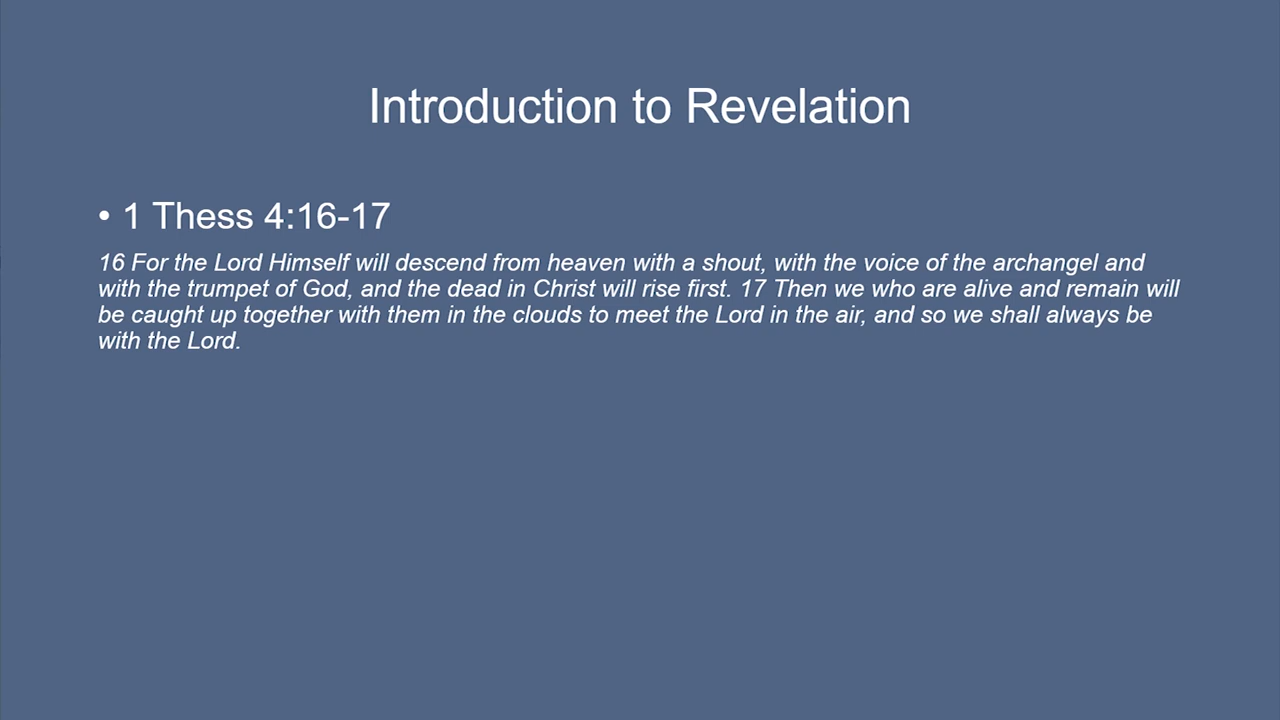 Introduction to Revelation
• 1 Thess 4:16-17
16 For the Lord Himself will descend from heaven with a shout, with the voice of the archangel and
with the trumpet of God, and the dead in Christ will rise first. 17 Then we who are alive and remain will
be caught up together with them in the clouds to meet the Lord in the air, and so we shall always be
with the Lord.